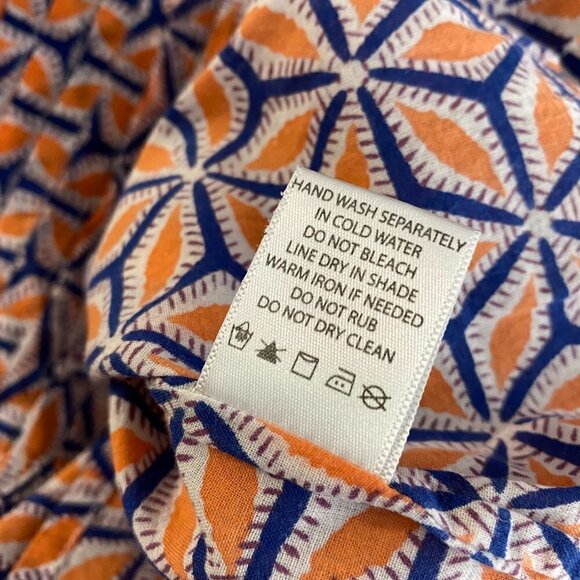 HAND WASH SEPARATELY
IN COLD WATER
DO NOT BLEACH
LINE DRY IN SHADE
WARM IRON IF NEEDED
DO NOT RUB
DO NOT DRY CLEAN